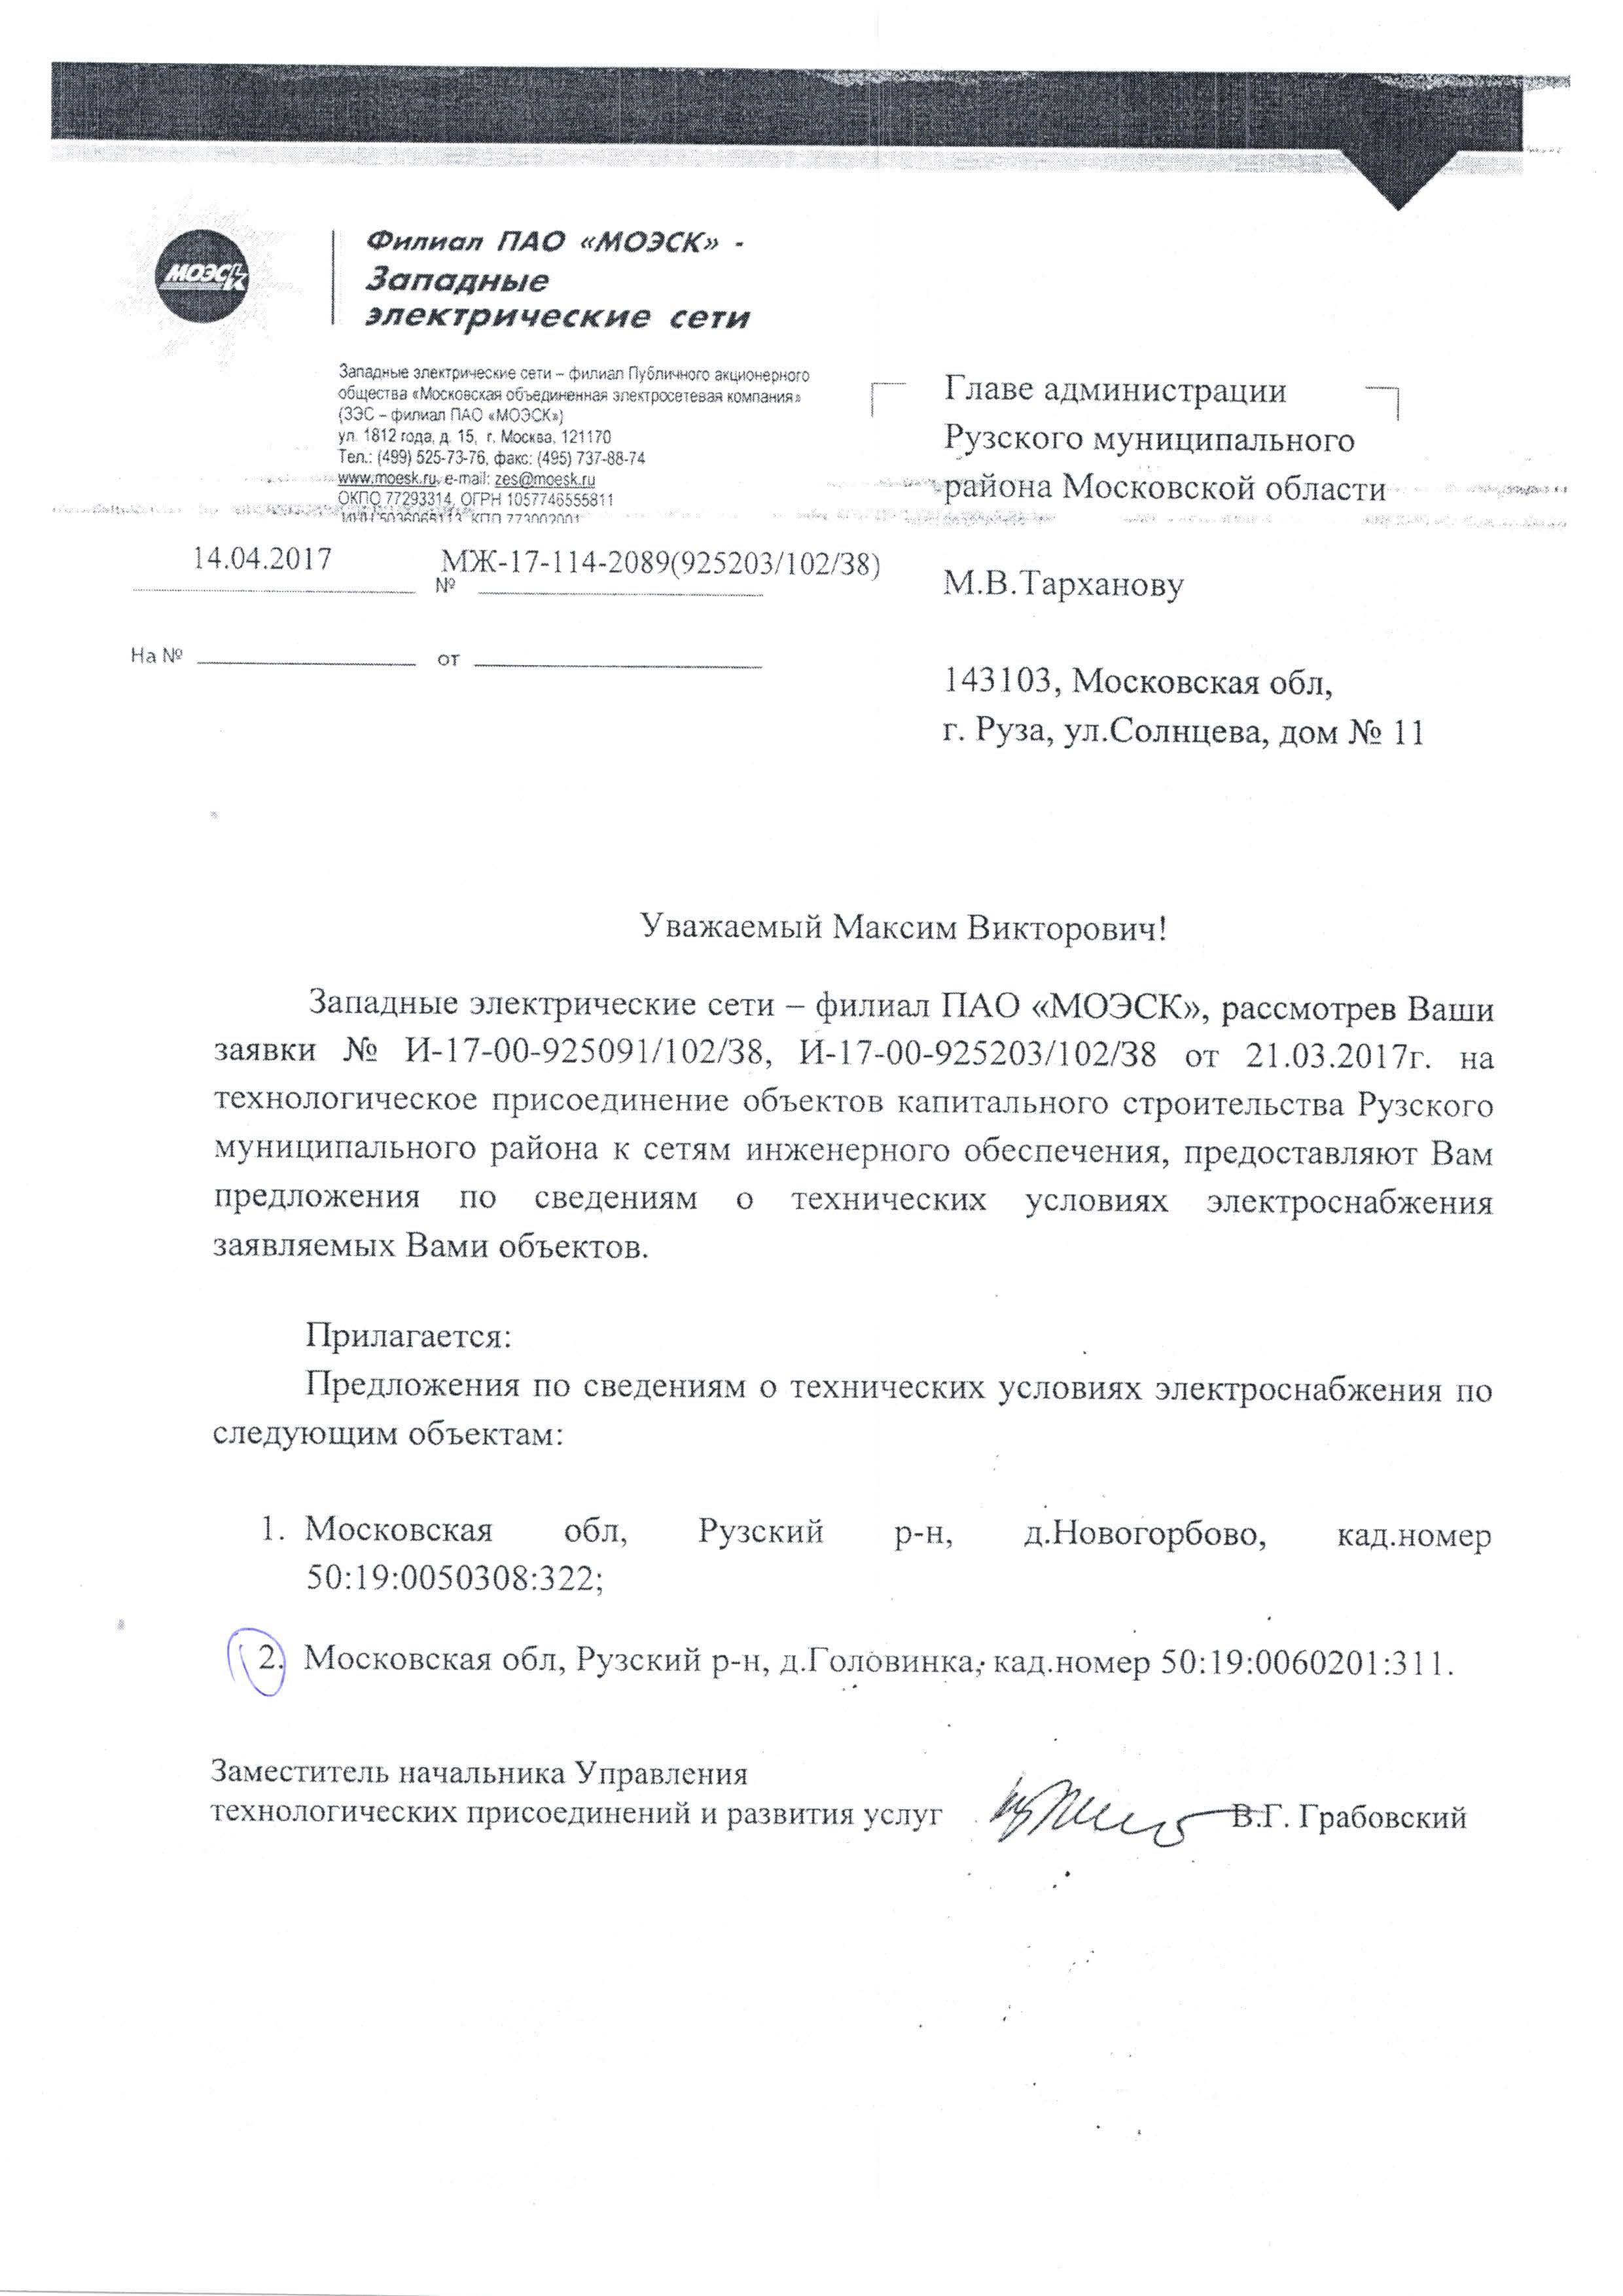 МОЭСК
Филиал ПАО «МОЭСК» -
Западные
электрические сети
Западные электрические сети – филиал Публичного акционерного
общества «Московская объединенная электросетевая компания»
(ЗЭС – филиал ПАО «МОЭСК»)
ул. 1812 года, д. 15, г. Москва, 121170
Тел.: (499) 525-73-76, факс: (495) 737-88-74
www.moesk.ru, e-mail: zes@moesk.ru
ОКПО 77293314, ОГРН 1057746555811
ИНН 5036065113, КПП 773002001
14.04.2017 № МЖ-17-114-2089(925203/102/38)
На № от
Главе администрации
Рузского муниципального
района Московской области
М.В.Тарханову
143103, Московская обл,
г. Руза, ул.Солнцева, дом № 11
Уважаемый Максим Викторович!
Западные электрические сети – филиал ПАО «МОЭСК», рассмотрев Ваши
заявки № И-17-00-925091/102/38, И-17-00-925203/102/38 от 21.03.2017г. на
технологическое присоединение объектов капитального строительства Рузского
муниципального района к сетям инженерного обеспечения, предоставляют Вам
предложения по сведениям о технических условиях электроснабжения
заявляемых Вами объектов.
Прилагается:
Предложения по сведениям о технических условиях электроснабжения по
следующим объектам:
1. Московская обл, Рузский р-н, д.Новогорбово, кад.номер
50:19:0050308:322;
2. Московская обл, Рузский р-н, д.Головинка, кад.номер 50:19:0060201:311.
Заместитель начальника Управления
технологических присоединений и развития услуг В.Г. Грабовский